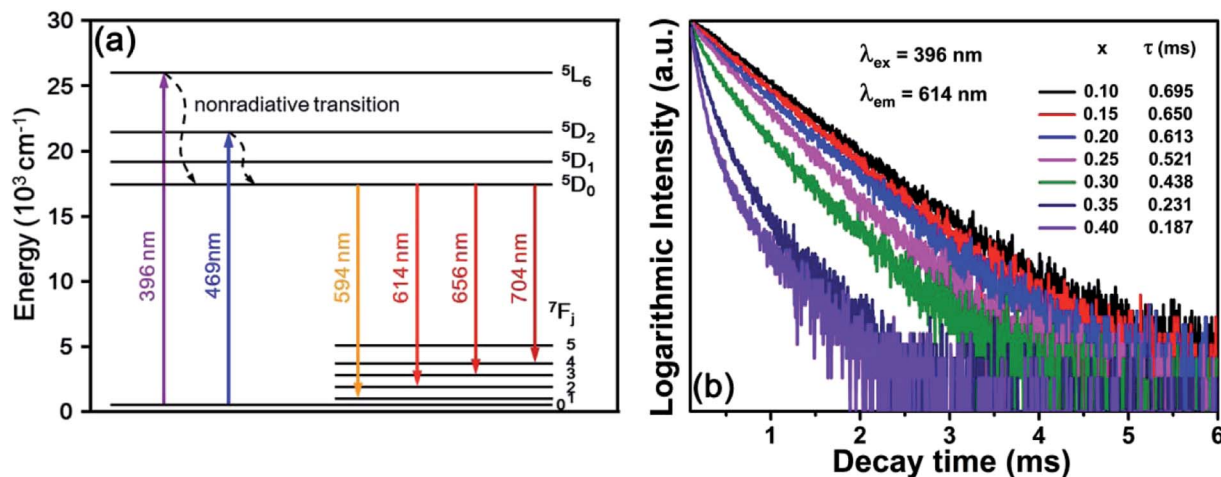 (a)
Energy (10³ cm⁻¹)
30
25
20
15
10
5
0
⁵L₆
nonradiative transition
⁵D₂
⁵D₁
⁵D₀
396 nm
469nm
594 nm
614 nm
656 nm
704 nm
⁷Fⱼ
5
4
3
2
1
0
(b)
Logarithmic Intensity (a.u.)
λex = 396 nm
λem = 614 nm
x τ (ms)
0.10 0.695
0.15 0.650
0.20 0.613
0.25 0.521
0.30 0.438
0.35 0.231
0.40 0.187
1 2 3 4 5 6
Decay time (ms)